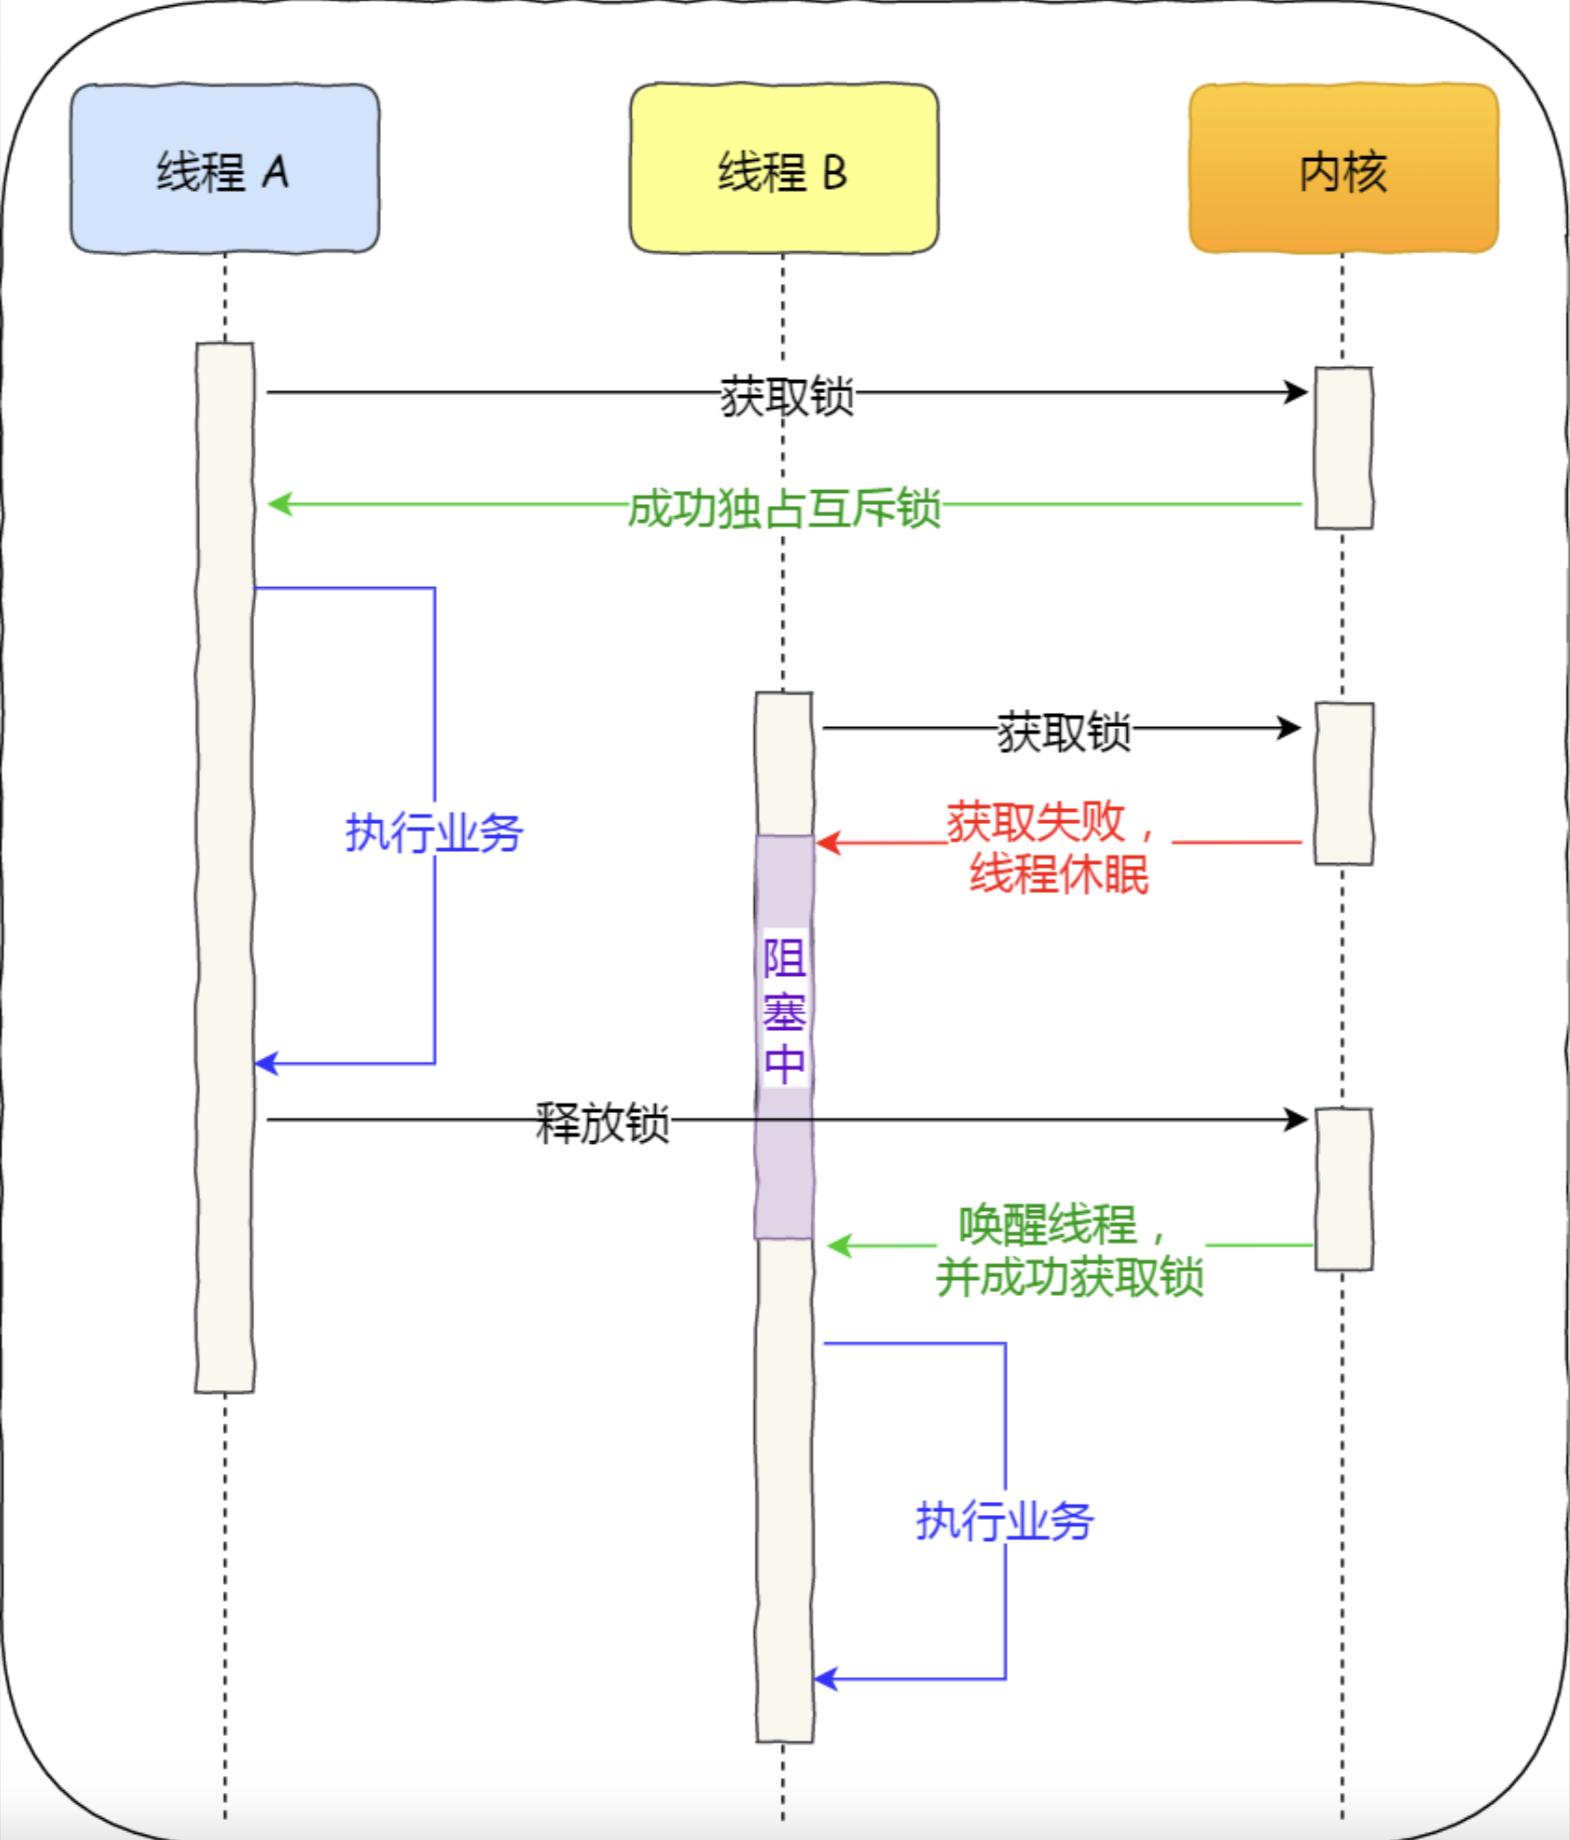 线程 A
线程 B
内核
获取锁
成功独占互斥锁
获取锁
执行业务
获取失败，
线程休眠
阻
塞
中
释放锁
唤醒线程，
并成功获取锁
执行业务